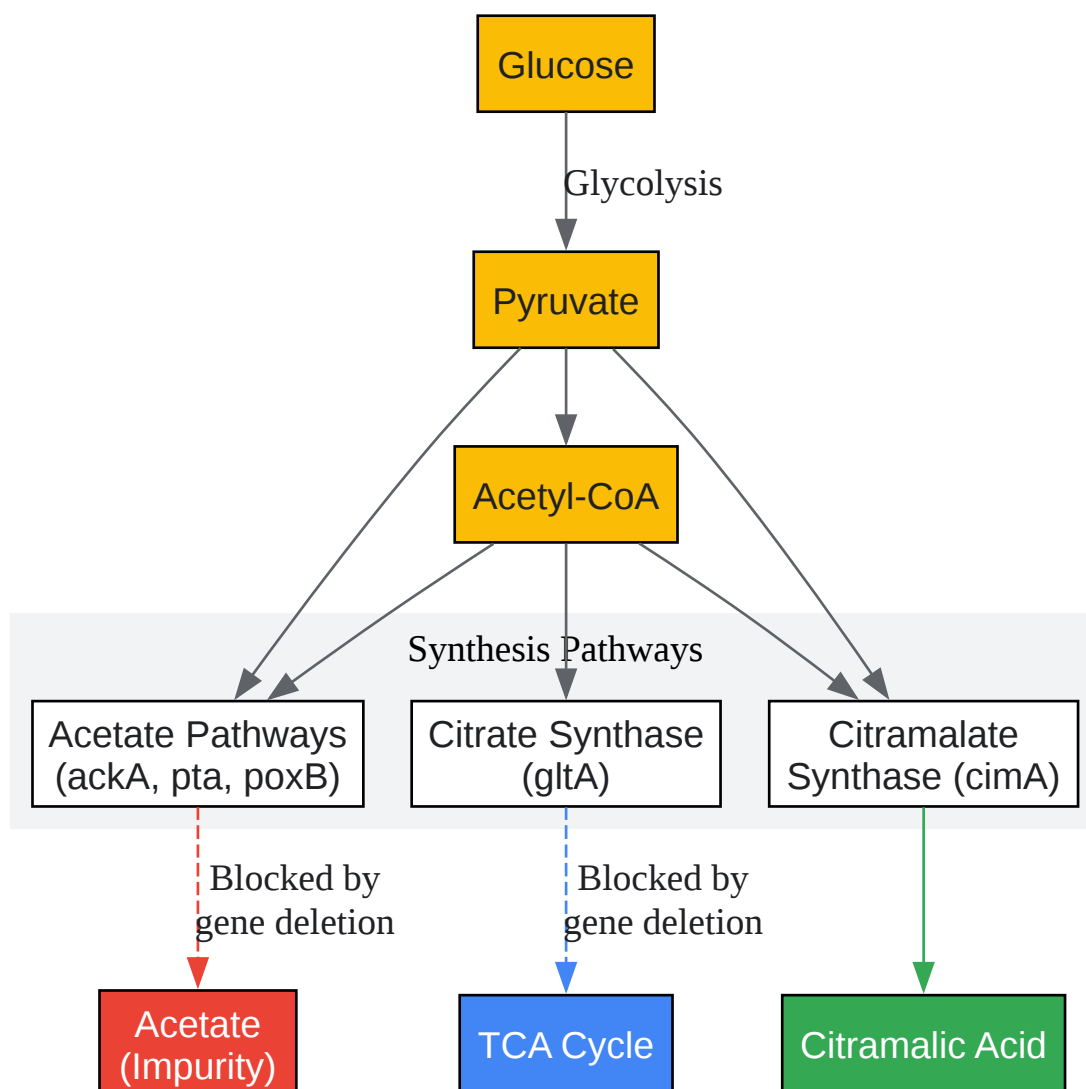 Glucose
Glycolysis
Pyruvate
Acetyl-CoA
Synthesis Pathways
Acetate Pathways
(ackA, pta, poxB)
Citrate Synthase
(gltA)
Citramalate
Synthase (cimA)
Blocked by
gene deletion
Blocked by
gene deletion
Acetate
(Impurity)
TCA Cycle
Citramalic Acid